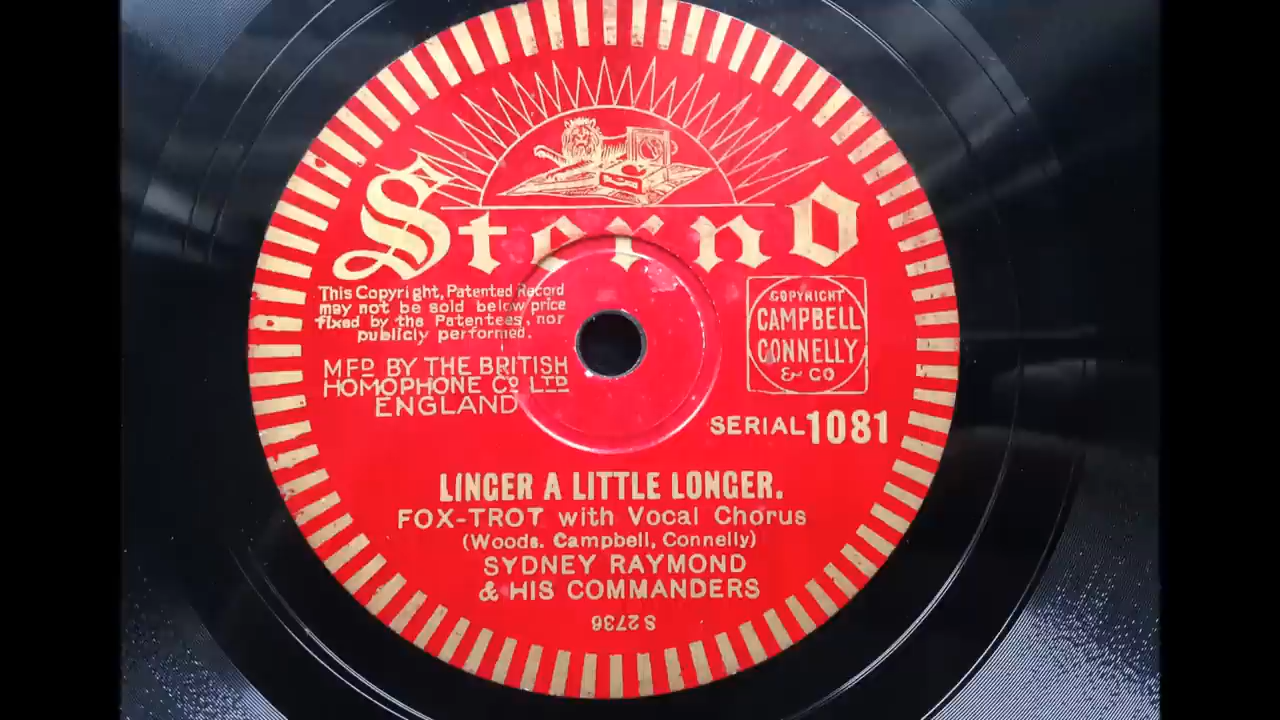 Sterno
This Copyright, Patented Record
may not be sold below price
fixed by the Patentees, nor
publicly performed.
MFD BY THE BRITISH
HOMOPHONE CO LTD
ENGLAND
COPYRIGHT
CAMPBELL
CONNELLY
& CO
SERIAL 1081
LINGER A LITTLE LONGER.
FOX-TROT with Vocal Chorus
(Woods. Campbell, Connelly)
SYDNEY RAYMOND
& HIS COMMANDERS
S 2736